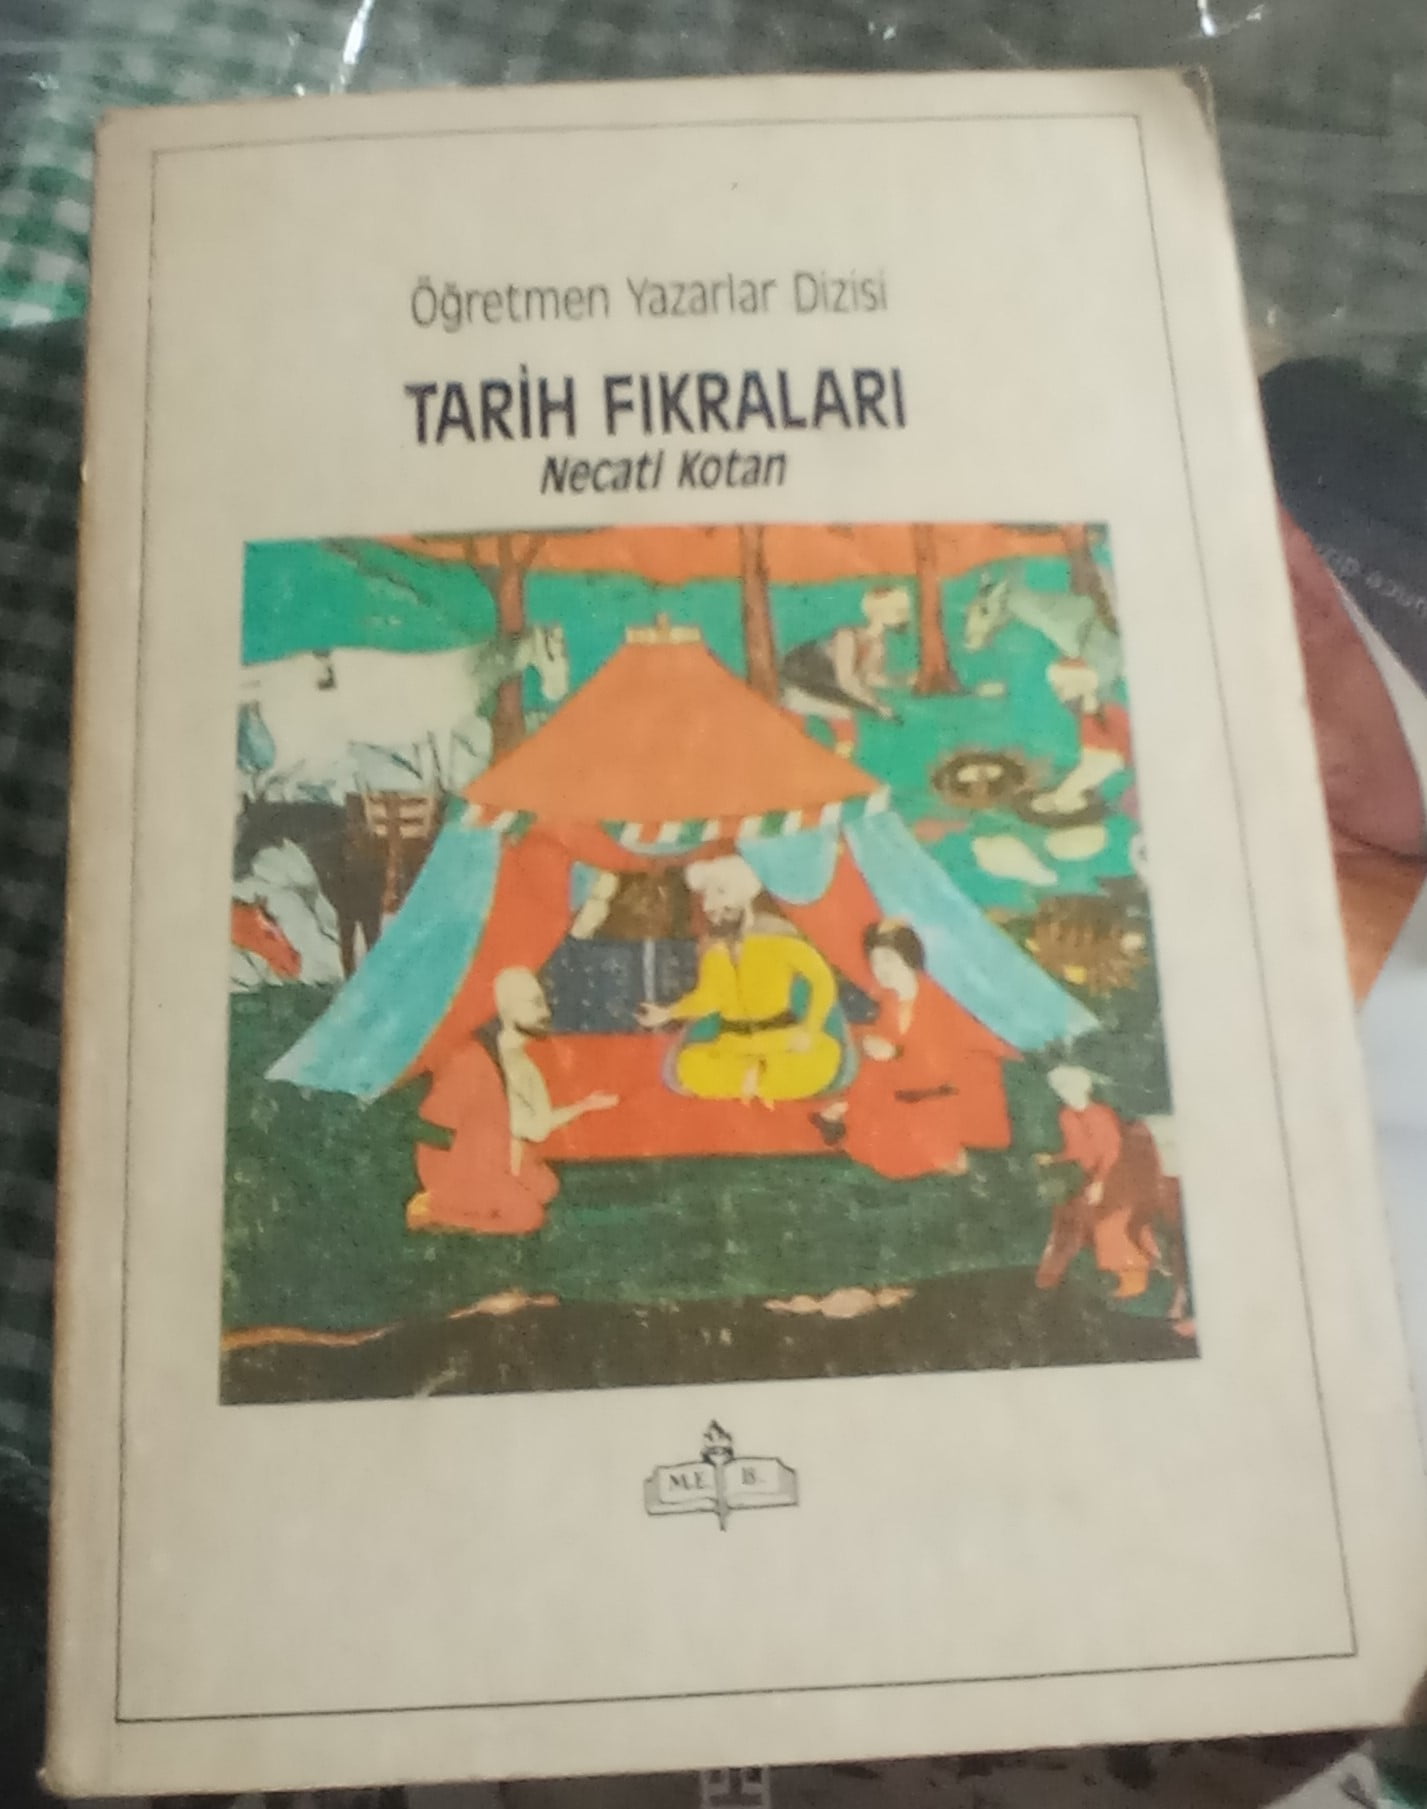 Öğretmen Yazarlar Dizisi
TARİH FIKRALARI
Necati Kotan
M.E. B.